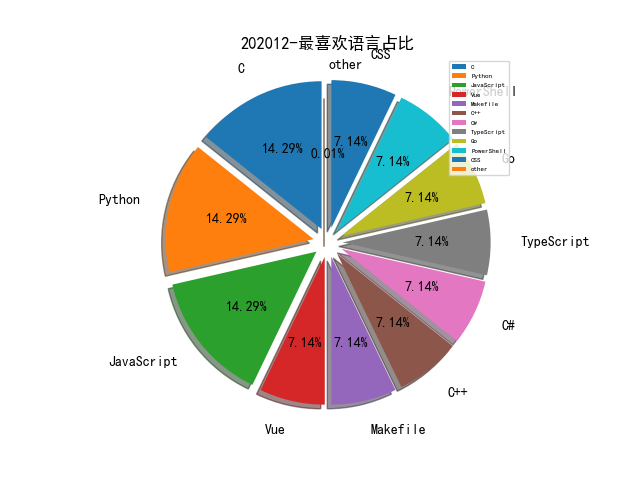 202012-最喜欢语言占比
C
14.29%
Python
14.29%
JavaScript
14.29%
Vue
7.14%
Makefile
7.14%
C++
7.14%
C#
7.14%
TypeScript
7.14%
Go
7.14%
PowerShell
7.14%
CSS
7.14%
other
0.01%
C
Python
JavaScript
Vue
Makefile
C++
C#
TypeScript
Go
PowerShell
CSS
other